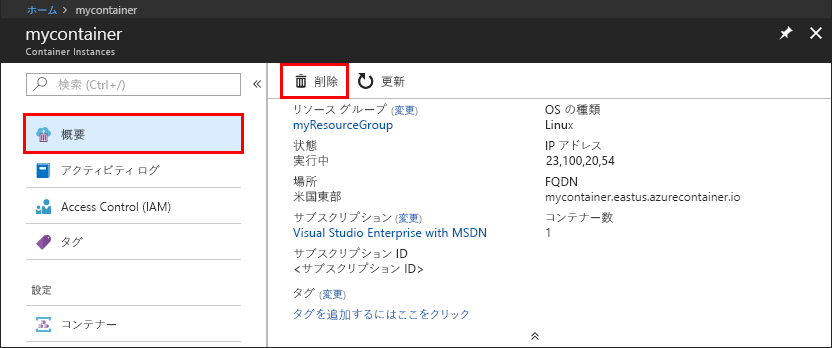 ホーム > mycontainer
mycontainer
Container Instances
検索 (Ctrl+/)
概要
アクティビティ ログ
Access Control (IAM)
タグ
設定
コンテナー
削除
更新
リソース グループ (変更)
myResourceGroup
状態
実行中
場所
米国東部
サブスクリプション (変更)
Visual Studio Enterprise with MSDN
サブスクリプション ID
<サブスクリプション ID>
タグ (変更)
タグを追加するにはここをクリック
OS の種類
Linux
IP アドレス
23,100,20,54
FQDN
mycontainer.eastus.azurecontainer.io
コンテナー数
1